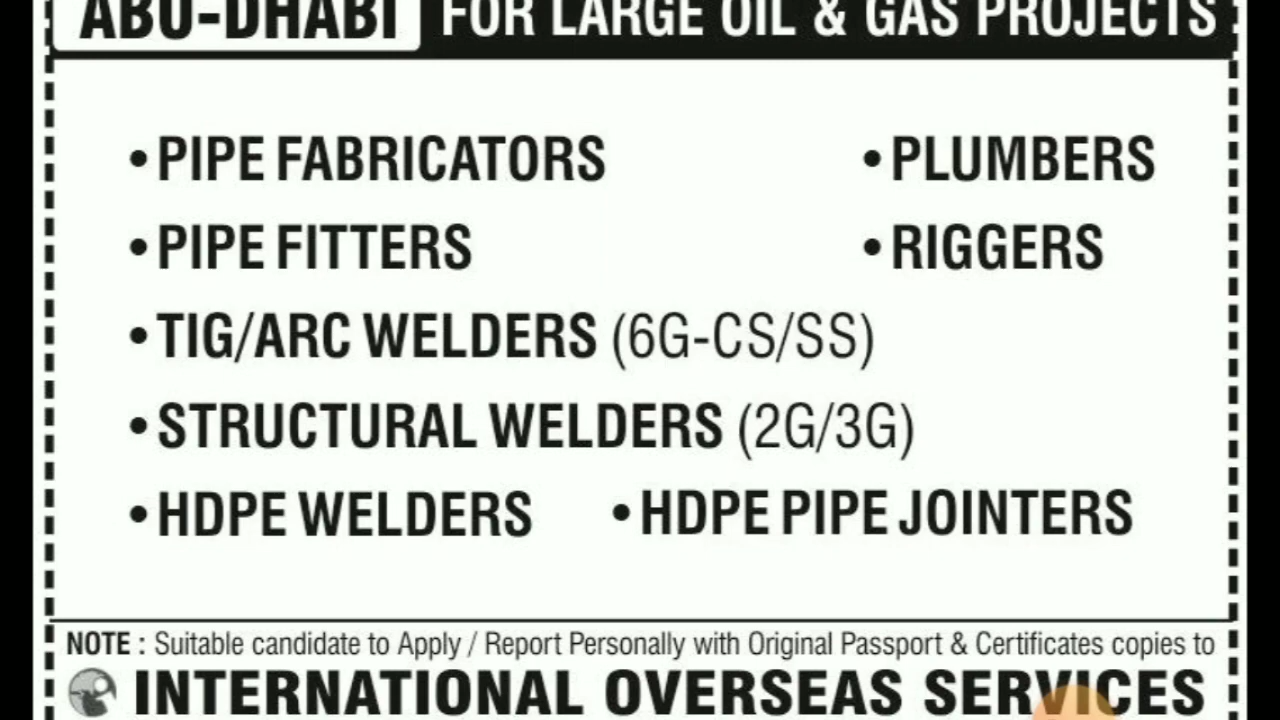 ABU-DHABI FOR LARGE OIL & GAS PROJECTS
• PIPE FABRICATORS • PLUMBERS
• PIPE FITTERS • RIGGERS
• TIG/ARC WELDERS (6G-CS/SS)
• STRUCTURAL WELDERS (2G/3G)
• HDPE WELDERS • HDPE PIPE JOINTERS
NOTE : Suitable candidate to Apply / Report Personally with Original Passport & Certificates copies to
INTERNATIONAL OVERSEAS SERVICES